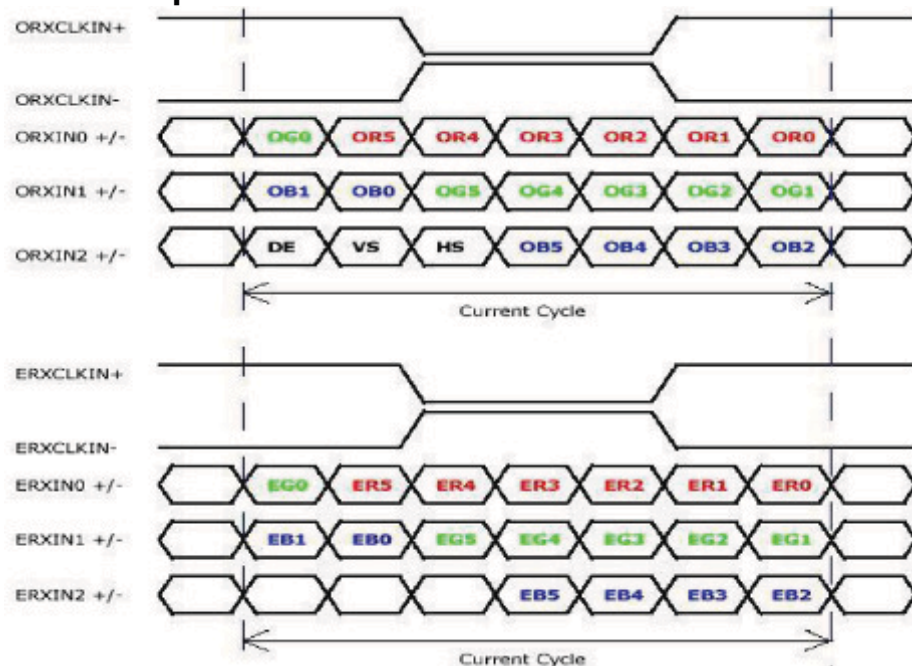 ORXCLKIN+
ORXCLKIN-
ORXIN0 +/- OG0 OR5 OR4 OR3 OR2 OR1 OR0
ORXIN1 +/- OB1 OB0 OG5 OG4 OG3 OG2 OG1
ORXIN2 +/- DE VS HS OB5 OB4 OB3 OB2
Current Cycle
ERXCLKIN+
ERXCLKIN-
ERXIN0 +/- EG0 ER5 ER4 ER3 ER2 ER1 ER0
ERXIN1 +/- EB1 EB0 EG5 EG4 EG3 EG2 EG1
ERXIN2 +/- EB5 EB4 EB3 EB2
Current Cycle